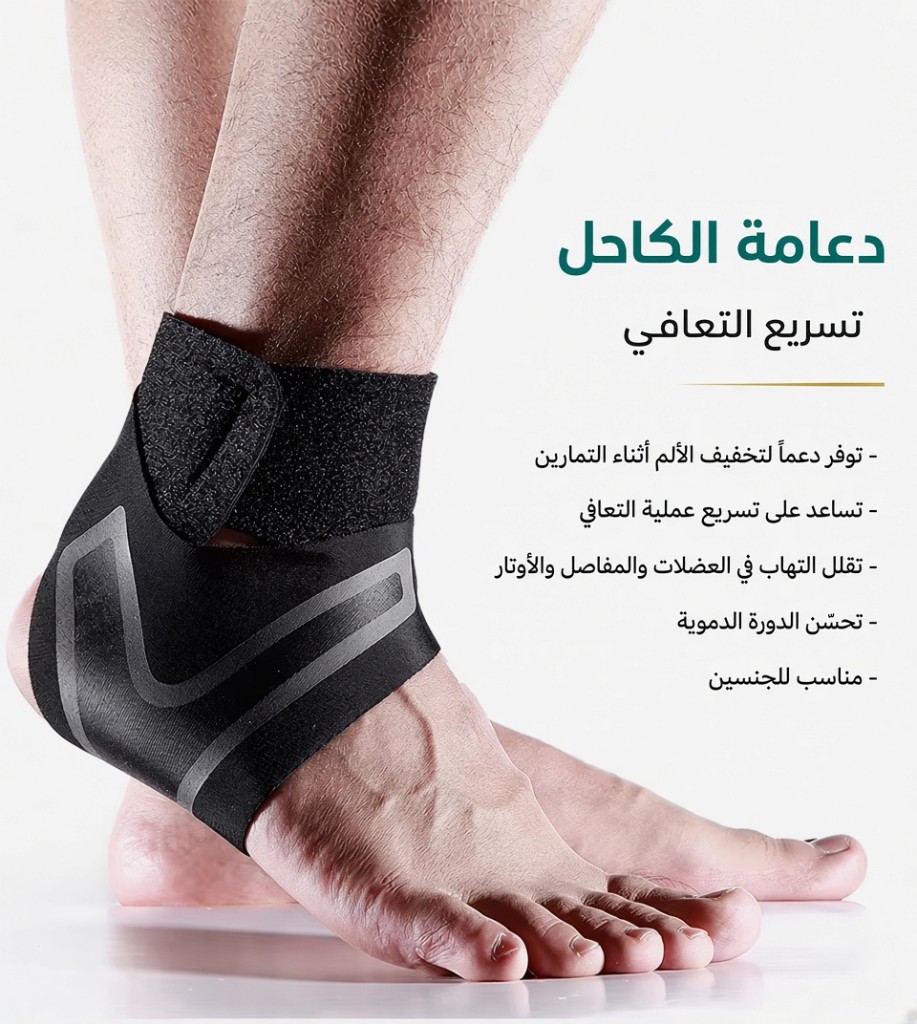 دعامة الكاحل
تسريع التعافي
- توفر دعماً لتخفيف الألم أثناء التمارين
- تساعد على تسريع عملية التعافي
- تقلل التهاب في العضلات والمفاصل والأوتار
- تحسّن الدورة الدموية
- مناسب للجنسين